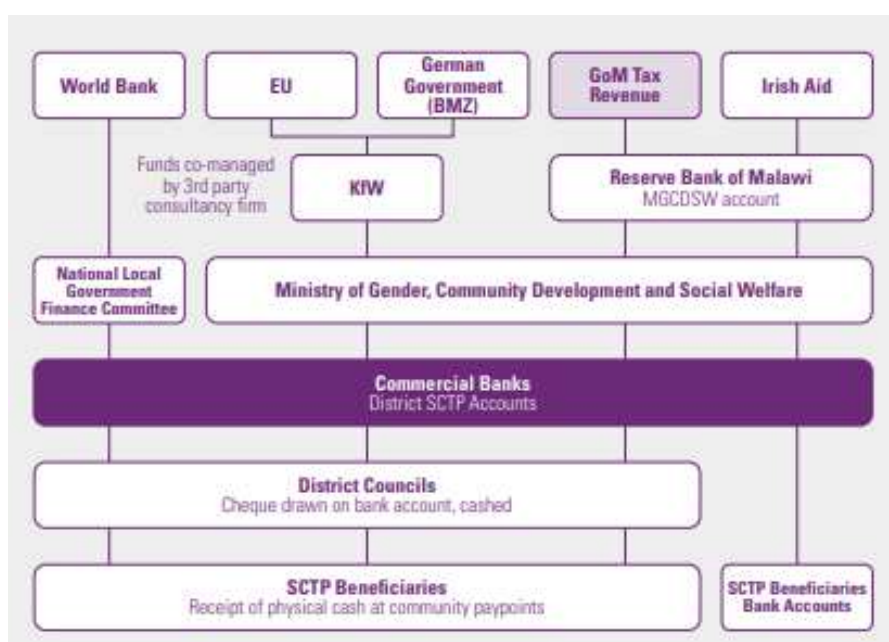 World Bank
EU
German
Government
(BMZ)
GoM Tax
Revenue
Irish Aid
Funds co-managed
by 3rd party
consultancy firm
KfW
Reserve Bank of Malawi
MGCDSW account
National Local
Government
Finance Committee
Ministry of Gender, Community Development and Social Welfare
Commercial Banks
District SCTP Accounts
District Councils
Cheque drawn on bank account, cashed
SCTP Beneficiaries
Receipt of physical cash at community paypoints
SCTP Beneficiaries
Bank Accounts